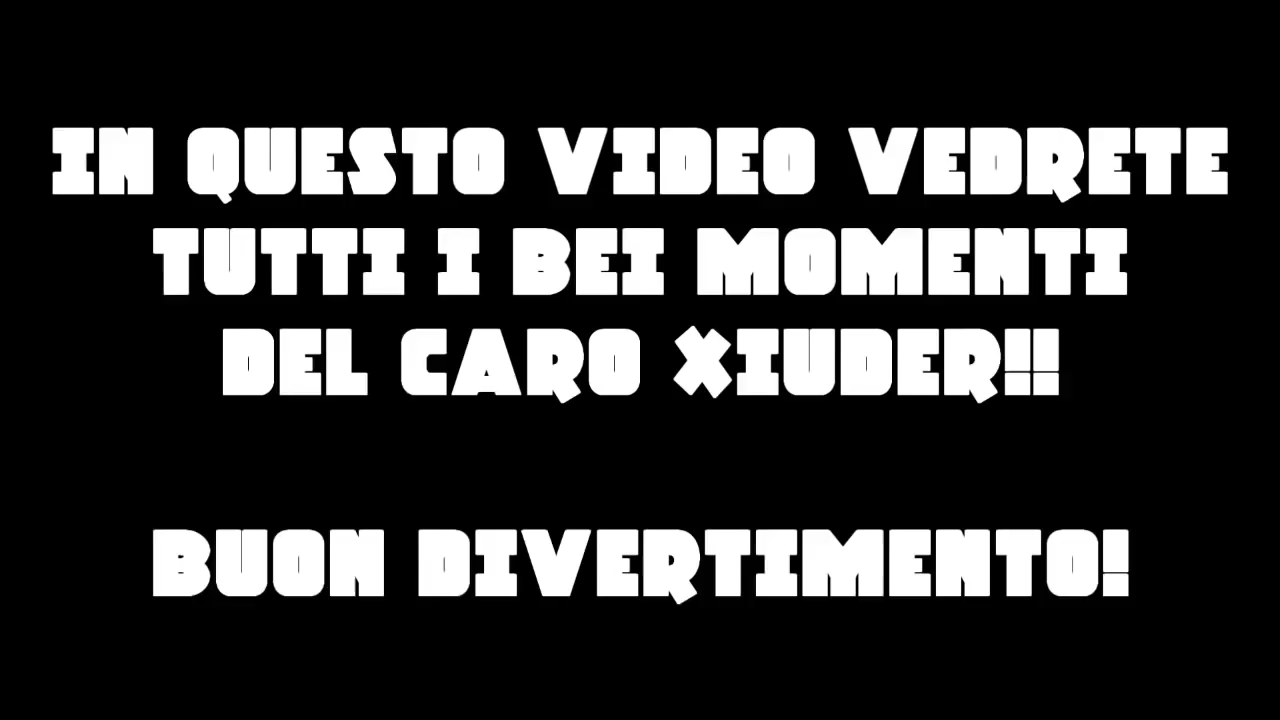 IN QUESTO VIDEO VEDRETE
TUTTI I BEI MOMENTI
DEL CARO XIUDER!!
BUON DIVERTIMENTO!